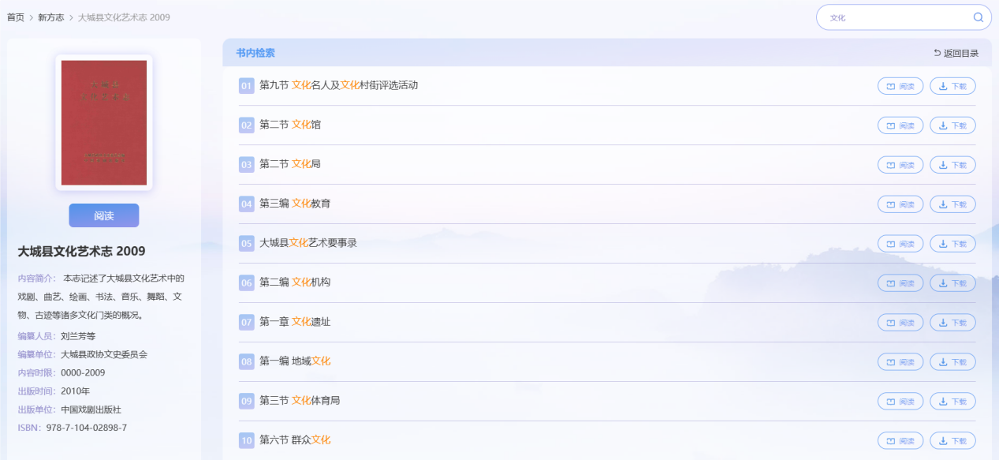 首页 > 新方志 > 大城县文化艺术志 2009
文化
阅读
大城县文化艺术志 2009
内容简介： 本志记述了大城县文化艺术中的
戏剧、曲艺、绘画、书法、音乐、舞蹈、文
物、古迹等诸多文化门类的概况。
编纂人员：刘兰芳等
编纂单位：大城县政协文史委员会
内容时限：0000-2009
出版时间：2010年
出版单位：中国戏剧出版社
ISBN：978-7-104-02898-7
书内检索 返回目录
01 第九节 文化名人及文化村街评选活动 阅读 下载
02 第二节 文化馆 阅读 下载
03 第二节 文化局 阅读 下载
04 第三编 文化教育 阅读 下载
05 大城县文化艺术要事录 阅读 下载
06 第二编 文化机构 阅读 下载
07 第一章 文化遗址 阅读 下载
08 第一编 地域文化 阅读 下载
09 第三节 文化体育局 阅读 下载
10 第六节 群众文化 阅读 下载